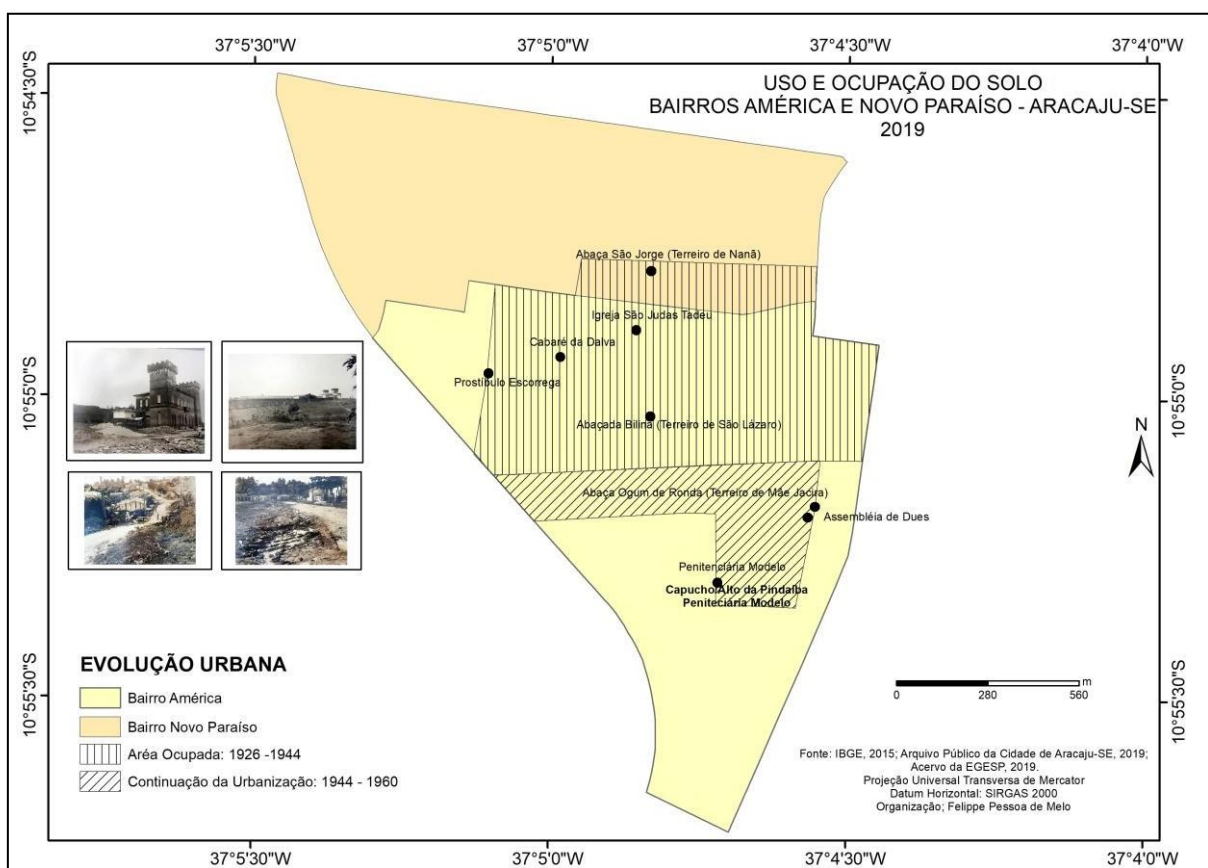 37°5'30"W
37°5'0"W
37°4'30"W
37°4'0"W
10°54'30"S
10°54'30"S
USO E OCUPAÇÃO DO SOLO
BAIRROS AMÉRICA E NOVO PARAÍSO - ARACAJU-SE
2019
Abaça São Jorge (Terreiro de Nanã)
Igreja São Judas Tadeu
Cabaré da Dalva
Prostíbulo Escorrega
10°55'0"S
10°55'0"S
Abaçada Bilina (Terreiro de São Lázaro)
N
Abaça Ogum de Ronda (Terreiro de Mãe Jacira)
Assembléia de Dues
Penitenciária Modelo
Capucho Alto da Pindaíba
Peniteciária Modelo
EVOLUÇÃO URBANA
Bairro América
Bairro Novo Paraíso
Aréa Ocupada: 1926 -1944
Continuação da Urbanização: 1944 - 1960
m
0 280 560
10°55'30"S
10°55'30"S
Fonte: IBGE, 2015; Arquivo Público da Cidade de Aracaju-SE, 2019;
Acervo da EGESP, 2019.
Projeção Universal Transversa de Mercator
Datum Horizontal: SIRGAS 2000
Organização; Felippe Pessoa de Melo
37°5'30"W
37°5'0"W
37°4'30"W
37°4'0"W